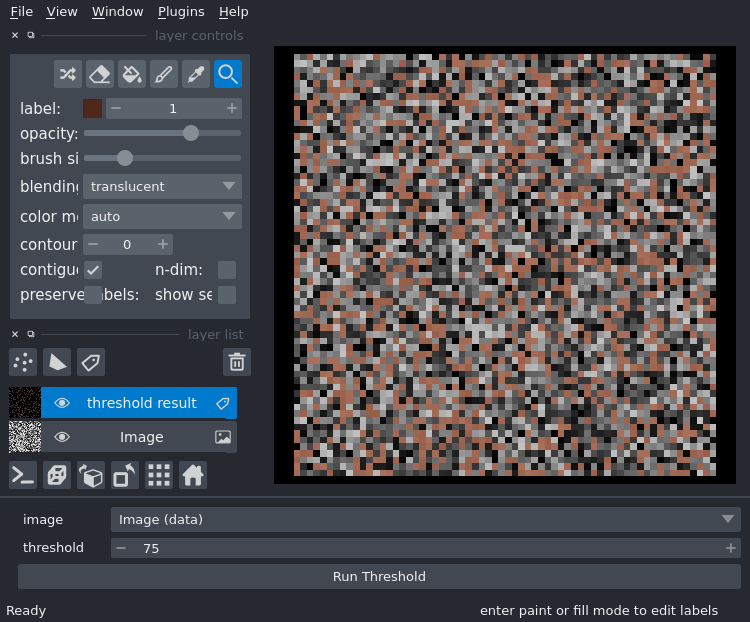 File View Window Plugins Help
layer controls
label: 1
opacity:
brush si
blending translucent
color m auto
contour 0
contigu n-dim:
preserve abels: show se
layer list
threshold result
Image
image Image (data)
threshold 75
Run Threshold
Ready enter paint or fill mode to edit labels